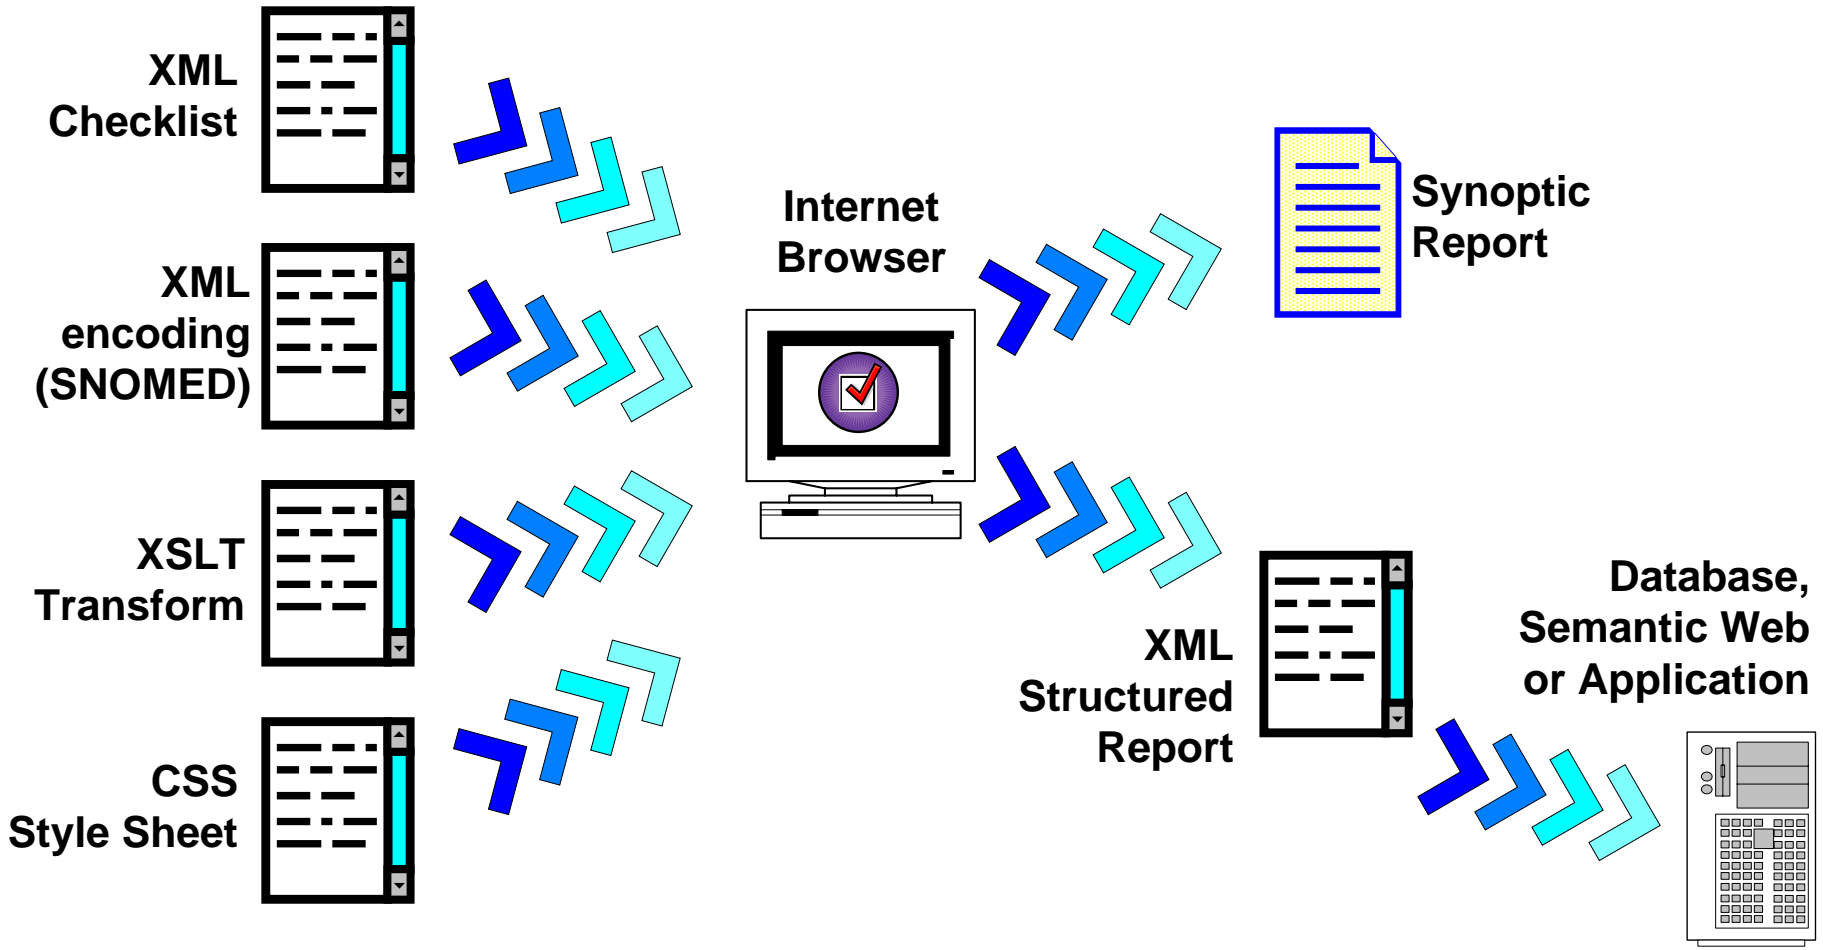 XML
Checklist
XML
encoding
(SNOMED)
XSLT
Transform
CSS
Style Sheet
Internet
Browser
Synoptic
Report
XML
Structured
Report
Database,
Semantic Web
or Application